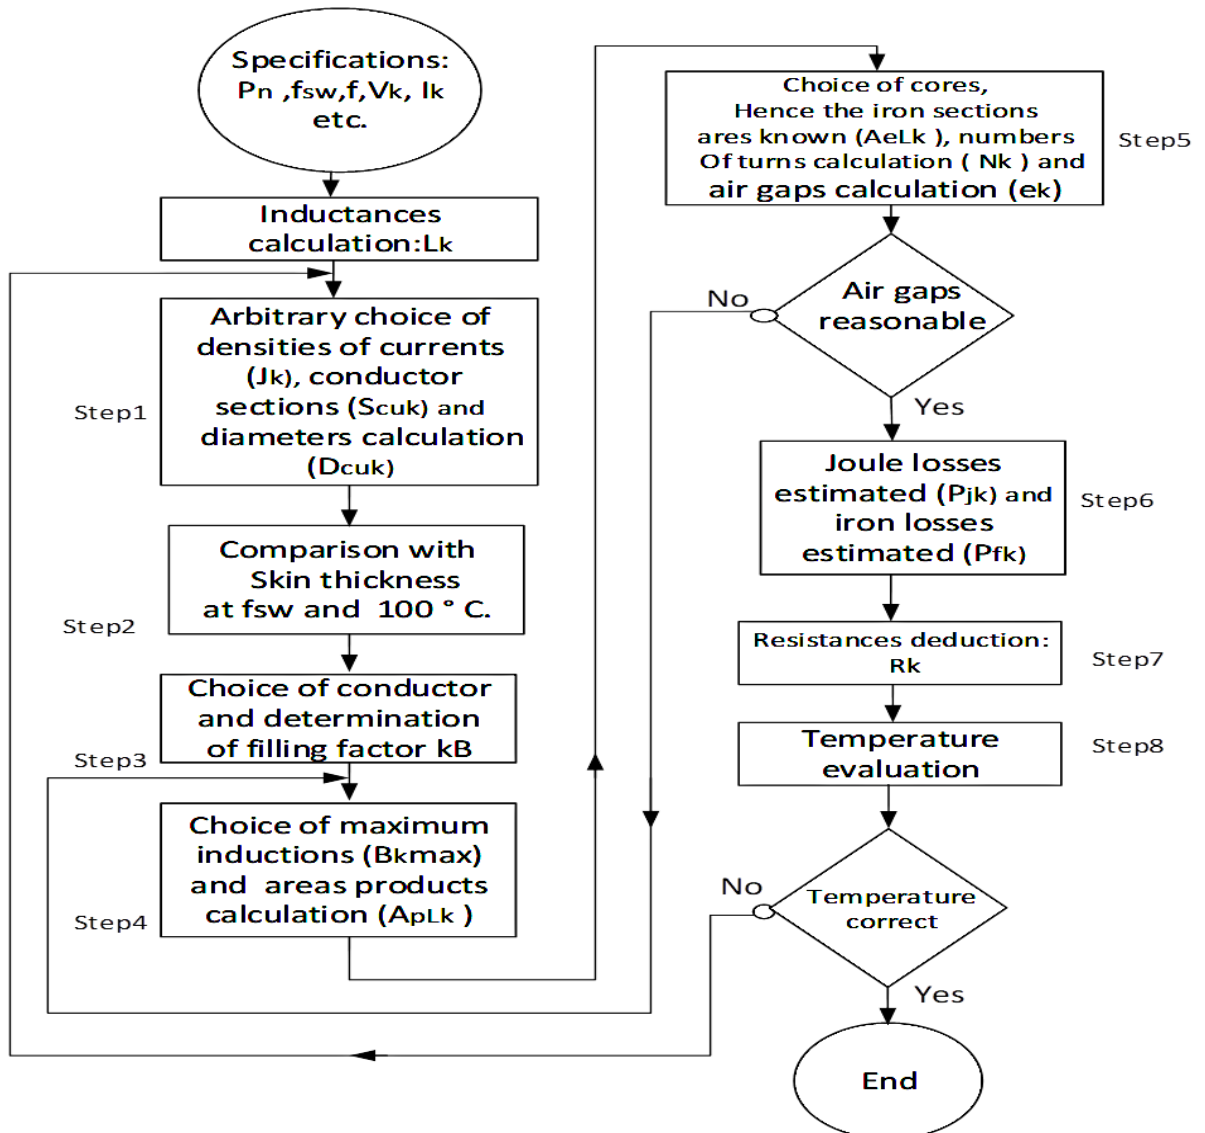 Specifications:
Pn ,fsw,f,Vk, Ik
etc.
Inductances
calculation:Lk
Arbitrary choice of
densities of currents
(Jk), conductor
sections (Scuk) and
diameters calculation
(Dcuk)
Step1
Comparison with
Skin thickness
at fsw and 100 ° C.
Step2
Choice of conductor
and determination
of filling factor kB
Step3
Choice of maximum
inductions (Bkmax)
and areas products
calculation (ApLk )
Step4
Choice of cores,
Hence the iron sections
ares known (AeLk ), numbers
Of turns calculation ( Nk ) and
air gaps calculation (ek)
Step5
Air gaps
reasonable
No
Yes
Joule losses
estimated (Pjk) and
iron losses
estimated (Pfk)
Step6
Resistances deduction:
Rk
Step7
Temperature
evaluation
Step8
Temperature
correct
No
Yes
End